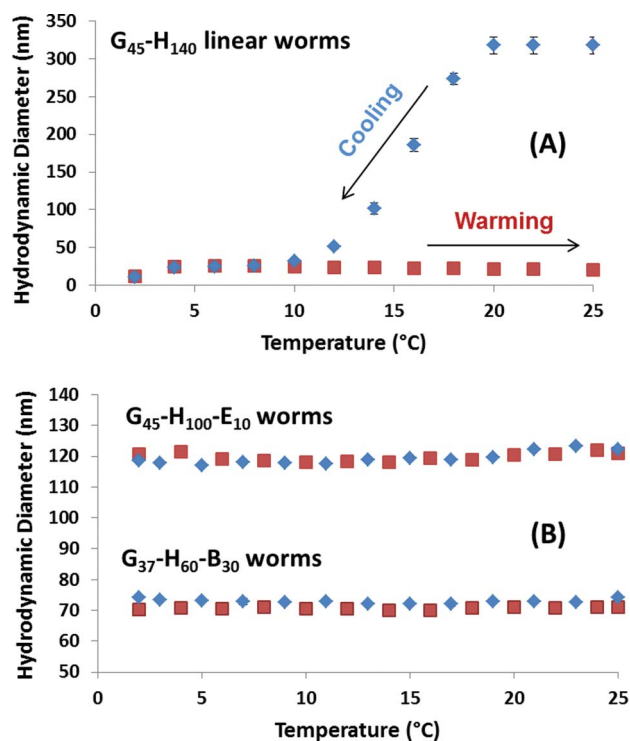 G45-H140 linear worms
Hydrodynamic Diameter (nm)
350
300
250
200
150
100
50
0
Cooling
(A)
Warming
0 5 10 15 20 25
Temperature (°C)
Hydrodynamic Diameter (nm)
140
130
120
110
100
90
80
70
60
50
G45-H100-E10 worms
(B)
G37-H60-B30 worms
0 5 10 15 20 25
Temperature (°C)